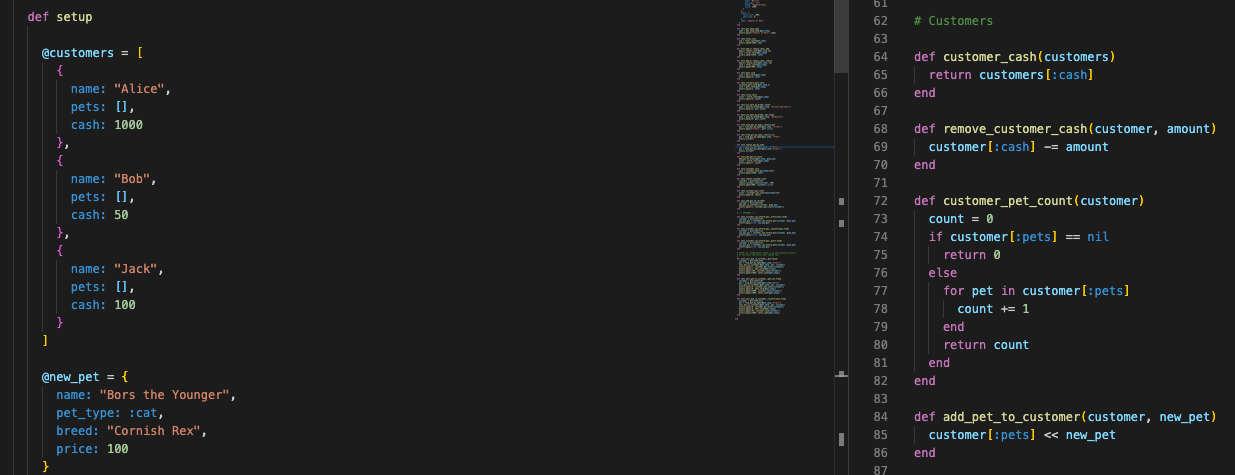 def setup
@customers = [
{
name: "Alice",
pets: [],
cash: 1000
},
{
name: "Bob",
pets: [],
cash: 50
},
{
name: "Jack",
pets: [],
cash: 100
}
]
@new_pet = {
name: "Bors the Younger",
pet_type: :cat,
breed: "Cornish Rex",
price: 100
}
61
62 # Customers
63
64 def customer_cash(customers)
65 return customers[:cash]
66 end
67
68 def remove_customer_cash(customer, amount)
69 customer[:cash] -= amount
70 end
71
72 def customer_pet_count(customer)
73 count = 0
74 if customer[:pets] == nil
75 return 0
76 else
77 for pet in customer[:pets]
78 count += 1
79 end
80 return count
81 end
82 end
83
84 def add_pet_to_customer(customer, new_pet)
85 customer[:pets] << new_pet
86 end
87